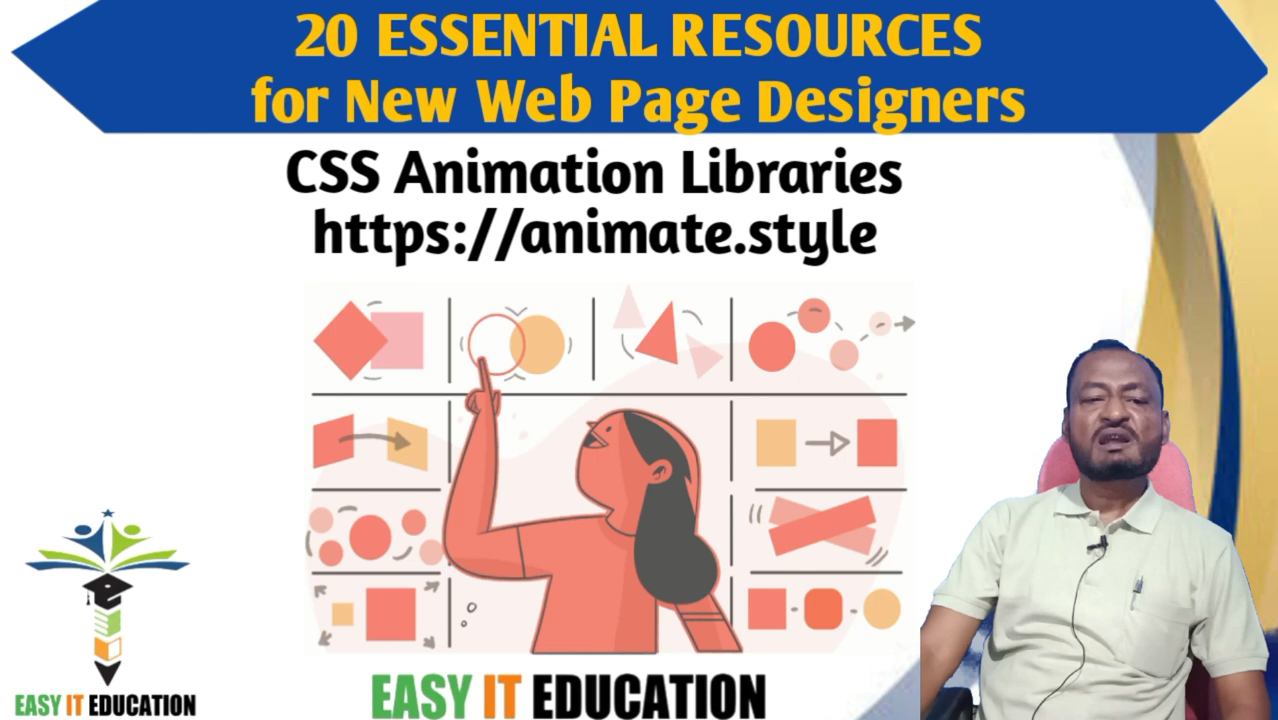 20 ESSENTIAL RESOURCES
for New Web Page Designers
CSS Animation Libraries
https://animate.style
EASY IT EDUCATION
EASY IT EDUCATION